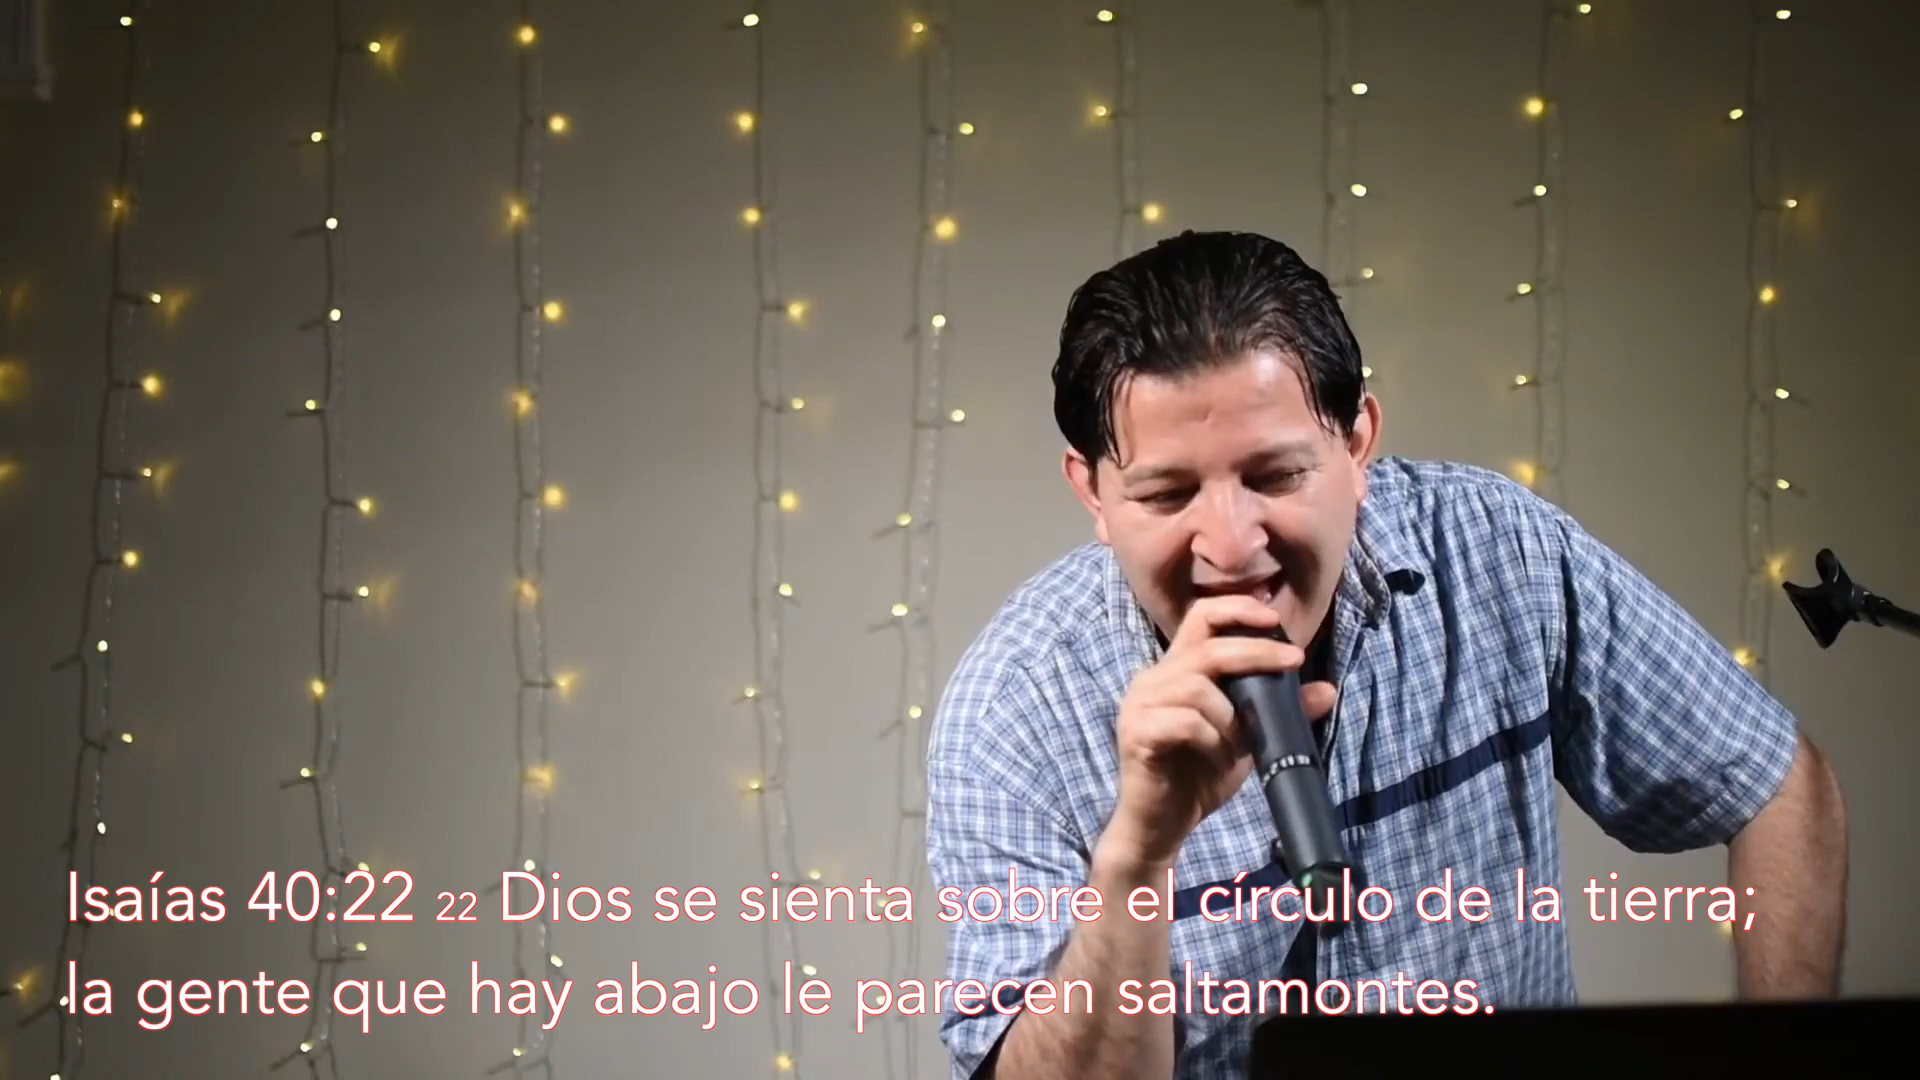 Isaías 40:22 22 Dios se sienta sobre el círculo de la tierra;
la gente que hay abajo le parecen saltamontes.